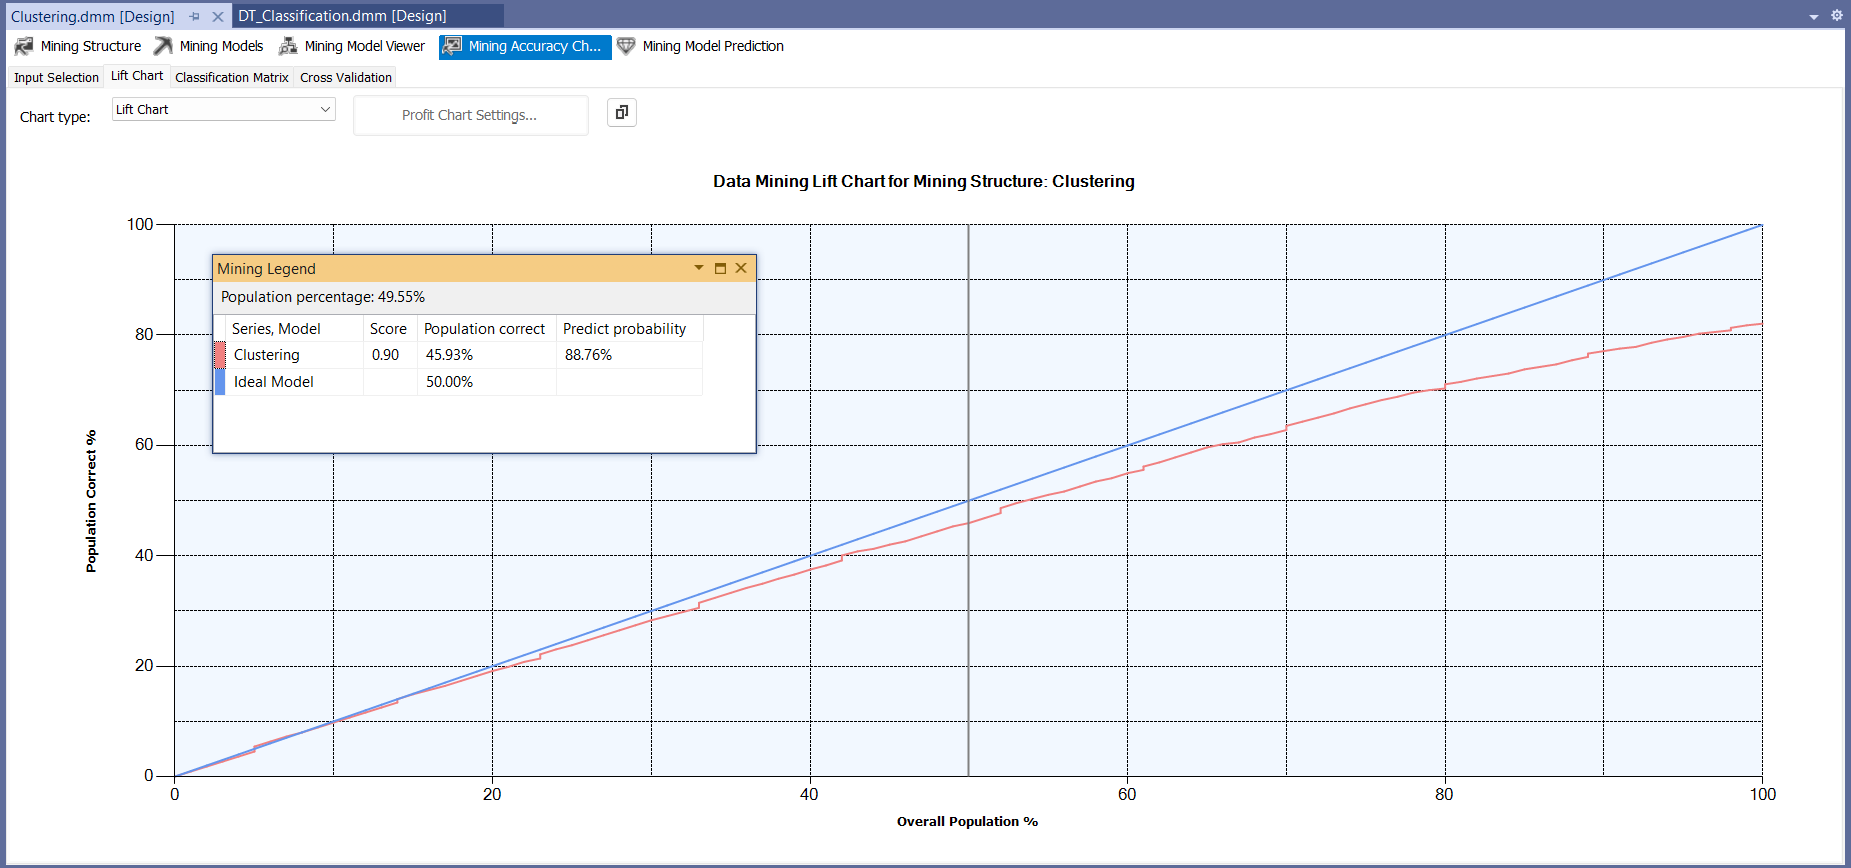 Clustering.dmm [Design] DT_Classification.dmm [Design]
Mining Structure Mining Models Mining Model Viewer Mining Accuracy Ch... Mining Model Prediction
Input Selection Lift Chart Classification Matrix Cross Validation
Chart type: Lift Chart Profit Chart Settings...
Data Mining Lift Chart for Mining Structure: Clustering
Mining Legend
Population percentage: 49.55%
Series, Model Score Population correct Predict probability
Clustering 0.90 45.93% 88.76%
Ideal Model 50.00%
Population Correct %
100
80
60
40
20
0
0 20 40 60 80 100
Overall Population %